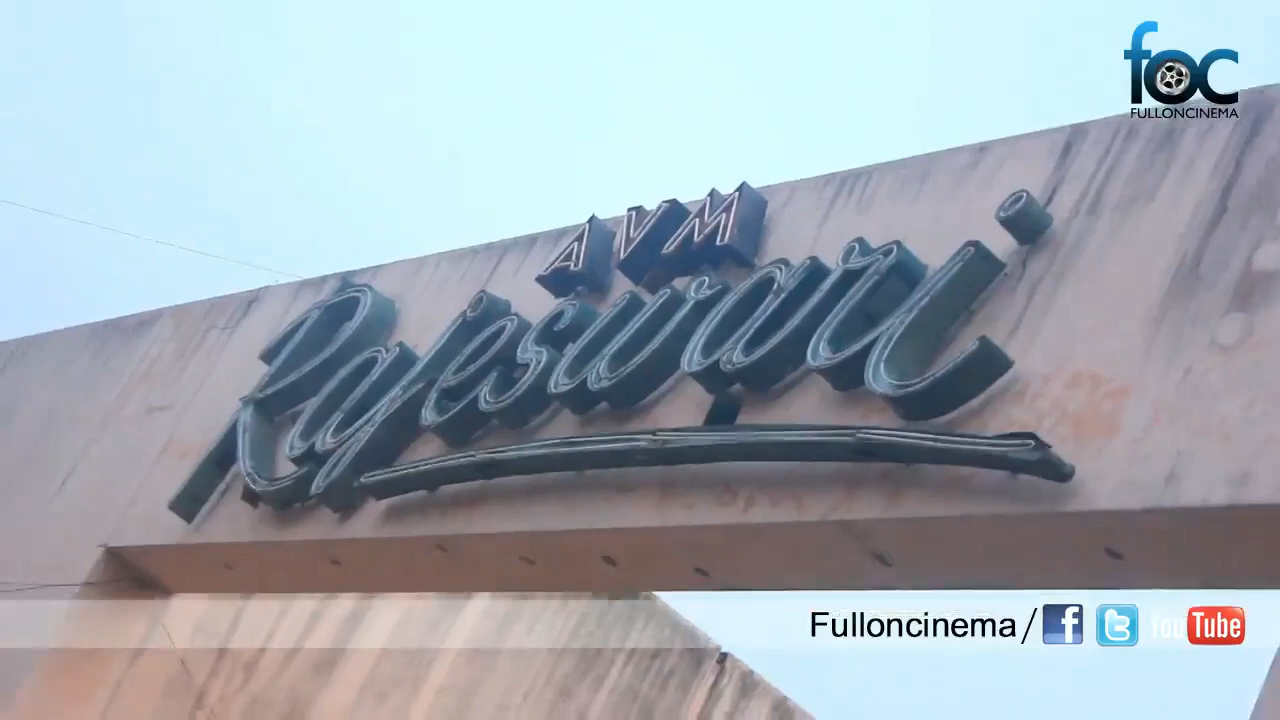 foc
FULLONCINEMA
AVM
Rajeswari
Fulloncinema/
You Tube